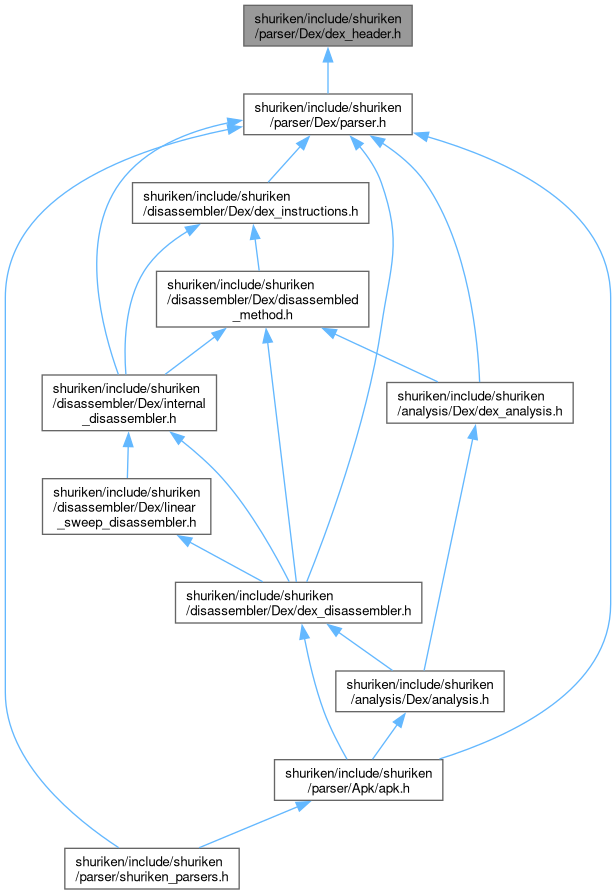 shuriken/include/shuriken
/parser/Dex/dex_header.h
shuriken/include/shuriken
/parser/Dex/parser.h
shuriken/include/shuriken
/disassembler/Dex/dex_instructions.h
shuriken/include/shuriken
/disassembler/Dex/disassembled
_method.h
shuriken/include/shuriken
/disassembler/Dex/internal
_disassembler.h
shuriken/include/shuriken
/analysis/Dex/dex_analysis.h
shuriken/include/shuriken
/disassembler/Dex/linear
_sweep_disassembler.h
shuriken/include/shuriken
/disassembler/Dex/dex_disassembler.h
shuriken/include/shuriken
/analysis/Dex/analysis.h
shuriken/include/shuriken
/parser/Apk/apk.h
shuriken/include/shuriken
/parser/shuriken_parsers.h